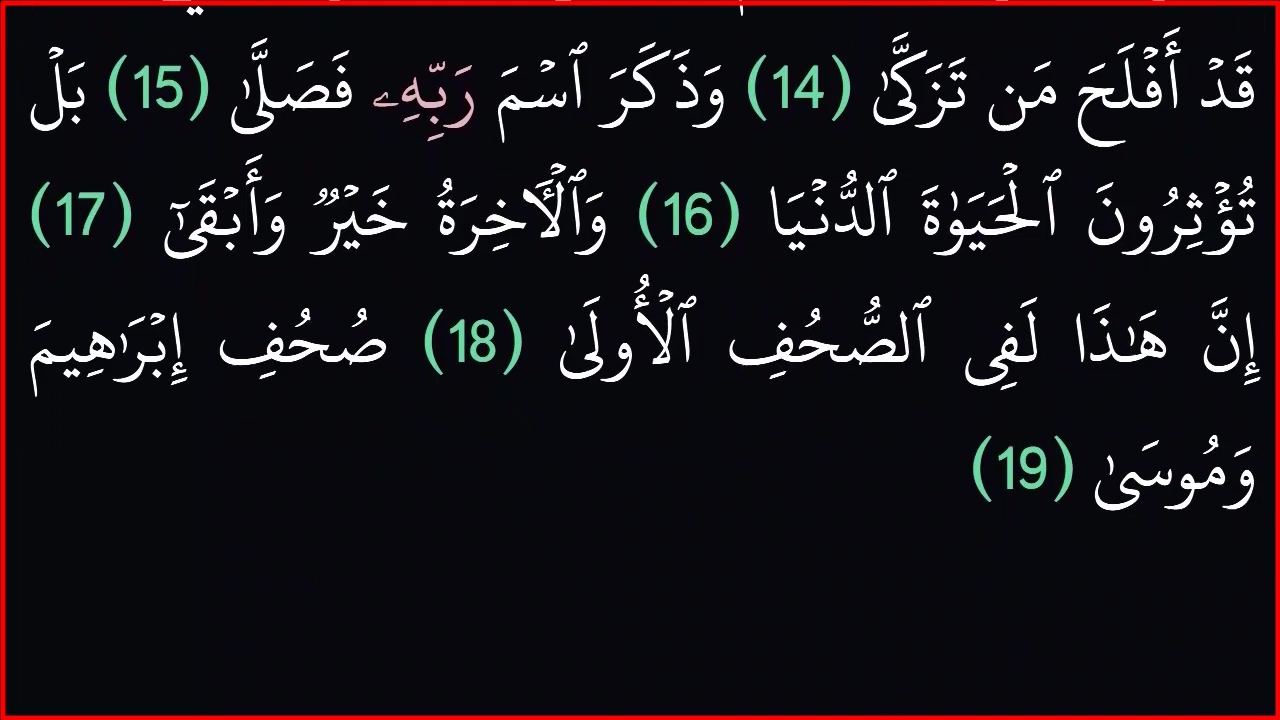 قَدۡ أَفۡلَحَ مَن تَزَكَّىٰ (14) وَذَكَرَ ٱسۡمَ رَبِّهِۦ فَصَلَّىٰ (15) بَلۡ
تُؤۡثِرُونَ ٱلۡحَيَوٰةَ ٱلدُّنۡيَا (16) وَٱلۡأٓخِرَةُ خَيۡرٞ وَأَبۡقَىٰٓ (17)
إِنَّ هَـٰذَا لَفِى ٱلصُّحُفِ ٱلۡأُولَىٰ (18) صُحُفِ إِبۡرَٰهِيمَ
وَمُوسَىٰ (19)